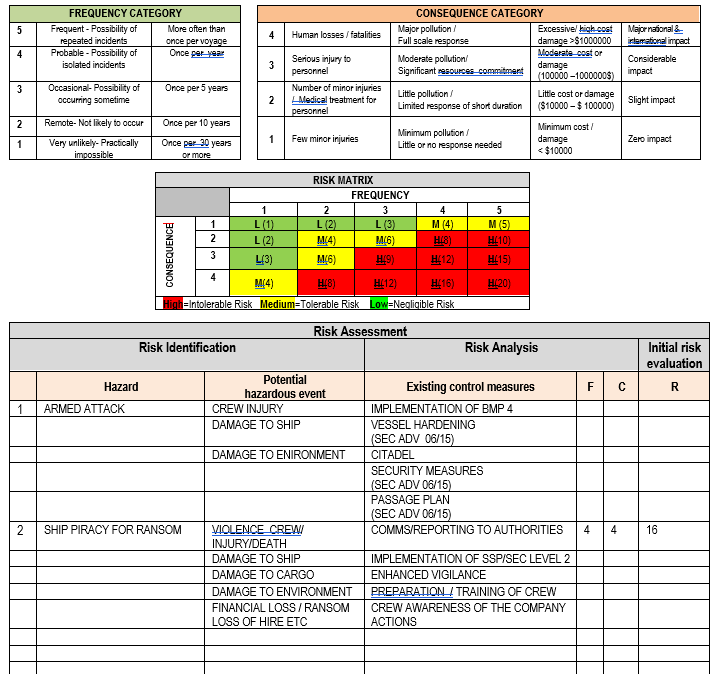 FREQUENCY CATEGORY
5 Frequent - Possibility of repeated incidents More often than once per voyage
4 Probable - Possibility of isolated incidents Once per year
3 Occasional- Possibility of occurring sometime Once per 5 years
2 Remote- Not likely to occur Once per 10 years
1 Very unlikely- Practically impossible Once per 30 years or more
CONSEQUENCE CATEGORY
4 Human losses / fatalities Major pollution / Full scale response Excessive/ high cost damage >$1000000 Major national & international impact
3 Serious injury to personnel Moderate pollution/ Significant resources commitment Moderate cost or damage (100000 –1000000$) Considerable impact
2 Number of minor injuries / Medical treatment for personnel Little pollution / Limited response of short duration Little cost or damage ($10000 – $ 100000) Slight impact
1 Few minor injuries Minimum pollution / Little or no response needed Minimum cost / damage < $10000 Zero impact
RISK MATRIX
FREQUENCY
1 2 3 4 5
CONSEQUENCE
1 L (1) L (2) L (3) M (4) M (5)
2 L (2) M(4) M(6) H(8) H(10)
3 L(3) M(6) H(9) H(12) H(15)
4 M(4) H(8) H(12) H(16) H(20)
High=Intolerable Risk Medium=Tolerable Risk Low=Negligible Risk
Risk Assessment
Risk Identification Risk Analysis Initial risk evaluation
Hazard Potential hazardous event Existing control measures F C R
1 ARMED ATTACK CREW INJURY IMPLEMENTATION OF BMP 4
DAMAGE TO SHIP VESSEL HARDENING (SEC ADV 06/15)
DAMAGE TO ENIRONMENT CITADEL
SECURITY MEASURES (SEC ADV 06/15)
PASSAGE PLAN (SEC ADV 06/15)
2 SHIP PIRACY FOR RANSOM VIOLENCE CREW/ INJURY/DEATH COMMS/REPORTING TO AUTHORITIES 4 4 16
DAMAGE TO SHIP IMPLEMENTATION OF SSP/SEC LEVEL 2
DAMAGE TO CARGO ENHANCED VIGILANCE
DAMAGE TO ENVIRONMENT PREPARATION / TRAINING OF CREW
FINANCIAL LOSS / RANSOM LOSS OF HIRE ETC CREW AWARENESS OF THE COMPANY ACTIONS